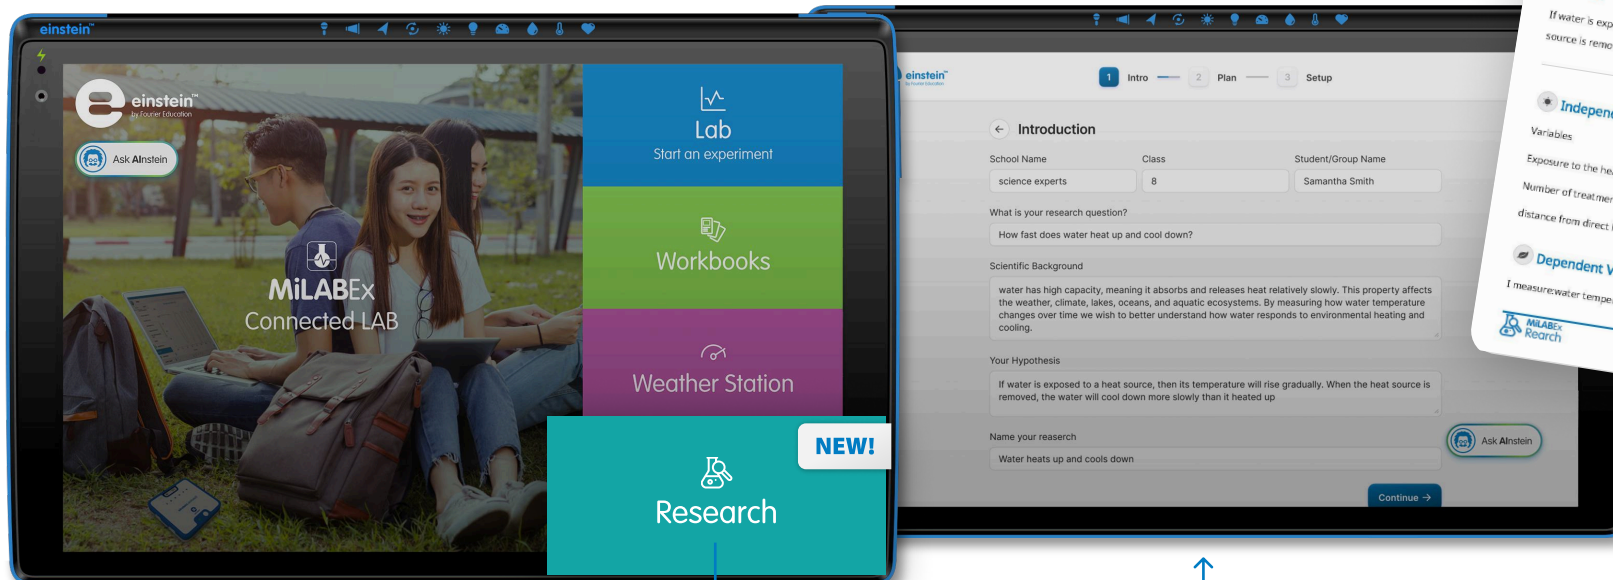 einstein™
einstein™
by Fourier Education
Ask AInstein
MiLABEx
Connected LAB
Lab
Start an experiment
Workbooks
Weather Station
NEW!
Research
einstein™
by Fourier Education
1 Intro 2 Plan 3 Setup
Introduction
School Name Class Student/Group Name
science experts 8 Samantha Smith
What is your research question?
How fast does water heat up and cool down?
Scientific Background
water has high capacity, meaning it absorbs and releases heat relatively slowly. This property affects
the weather, climate, lakes, oceans, and aquatic ecosystems. By measuring how water temperature
changes over time we wish to better understand how water responds to environmental heating and
cooling.
Your Hypothesis
If water is exposed to a heat source, then its temperature will rise gradually. When the heat source is
removed, the water will cool down more slowly than it heated up
Name your reaserch
Water heats up and cools down
Ask AInstein
Continue →
If water is exp
source is remo
Indepen
Variables
Exposure to the hea
Number of treatmen
distance from direct
Dependent V
I measure:water tempe
MiLABEx
Rearch